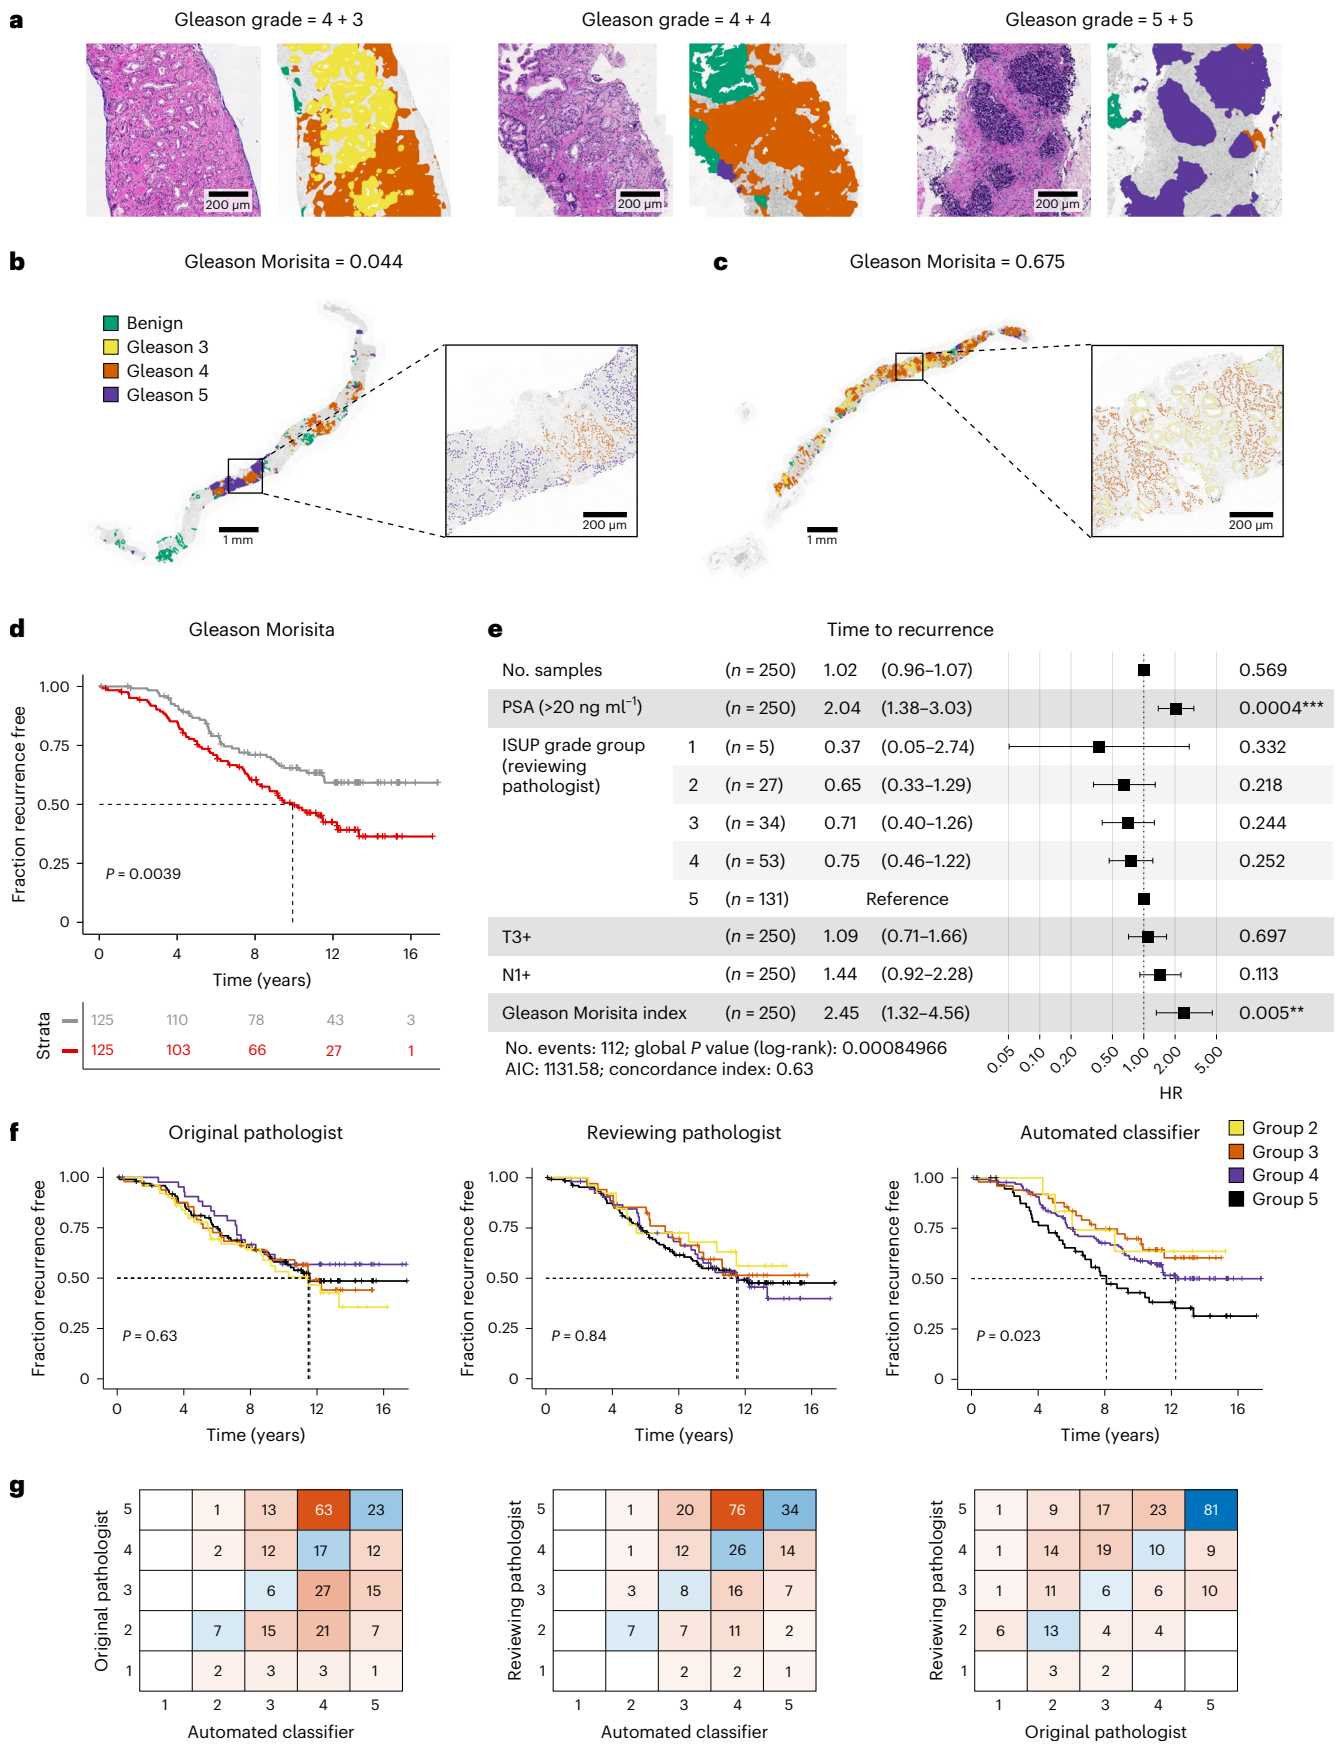 a
Gleason grade = 4 + 3
Gleason grade = 4 + 4
Gleason grade = 5 + 5
200 µm
200 µm
200 µm
b
Gleason Morisita = 0.044
Benign
Gleason 3
Gleason 4
Gleason 5
1 mm
200 µm
c
Gleason Morisita = 0.675
1 mm
200 µm
d
Gleason Morisita
Fraction recurrence free
1.00
0.75
0.50
0.25
0
P = 0.0039
0 4 8 12 16
Time (years)
Strata
125 110 78 43 3
125 103 66 27 1
e
Time to recurrence
No. samples (n = 250) 1.02 (0.96–1.07) 0.569
PSA (>20 ng ml⁻¹) (n = 250) 2.04 (1.38–3.03) 0.0004***
ISUP grade group 1 (n = 5) 0.37 (0.05–2.74) 0.332
(reviewing
pathologist) 2 (n = 27) 0.65 (0.33–1.29) 0.218
3 (n = 34) 0.71 (0.40–1.26) 0.244
4 (n = 53) 0.75 (0.46–1.22) 0.252
5 (n = 131) Reference
T3+ (n = 250) 1.09 (0.71–1.66) 0.697
N1+ (n = 250) 1.44 (0.92–2.28) 0.113
Gleason Morisita index (n = 250) 2.45 (1.32–4.56) 0.005**
No. events: 112; global P value (log-rank): 0.00084966
AIC: 1131.58; concordance index: 0.63
0.05 0.10 0.20 0.50 1.00 2.00 5.00
HR
f
Original pathologist
Fraction recurrence free
1.00
0.75
0.50
0.25
0
P = 0.63
0 4 8 12 16
Time (years)
Reviewing pathologist
Fraction recurrence free
1.00
0.75
0.50
0.25
0
P = 0.84
0 4 8 12 16
Time (years)
Automated classifier
Fraction recurrence free
1.00
0.75
0.50
0.25
0
P = 0.023
0 4 8 12 16
Time (years)
Group 2
Group 3
Group 4
Group 5
g
Original pathologist
5 1 13 63 23
4 2 12 17 12
3 6 27 15
2 7 15 21 7
1 2 3 3 1
1 2 3 4 5
Automated classifier
Reviewing pathologist
5 1 20 76 34
4 1 12 26 14
3 3 8 16 7
2 7 7 11 2
1 2 2 1
1 2 3 4 5
Automated classifier
Reviewing pathologist
5 1 9 17 23 81
4 1 14 19 10 9
3 1 11 6 6 10
2 6 13 4 4
1 3 2
1 2 3 4 5
Original pathologist